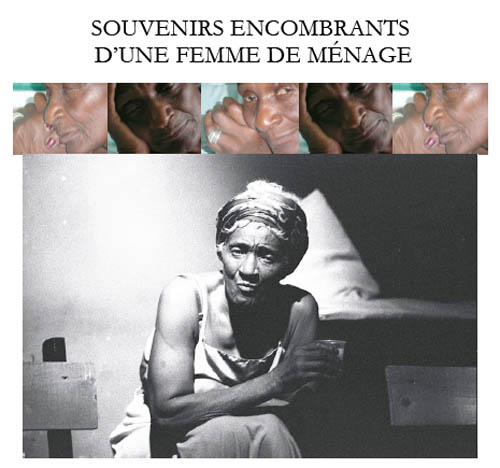 SOUVENIRS ENCOMBRANTS
D’UNE FEMME DE MÉNAGE